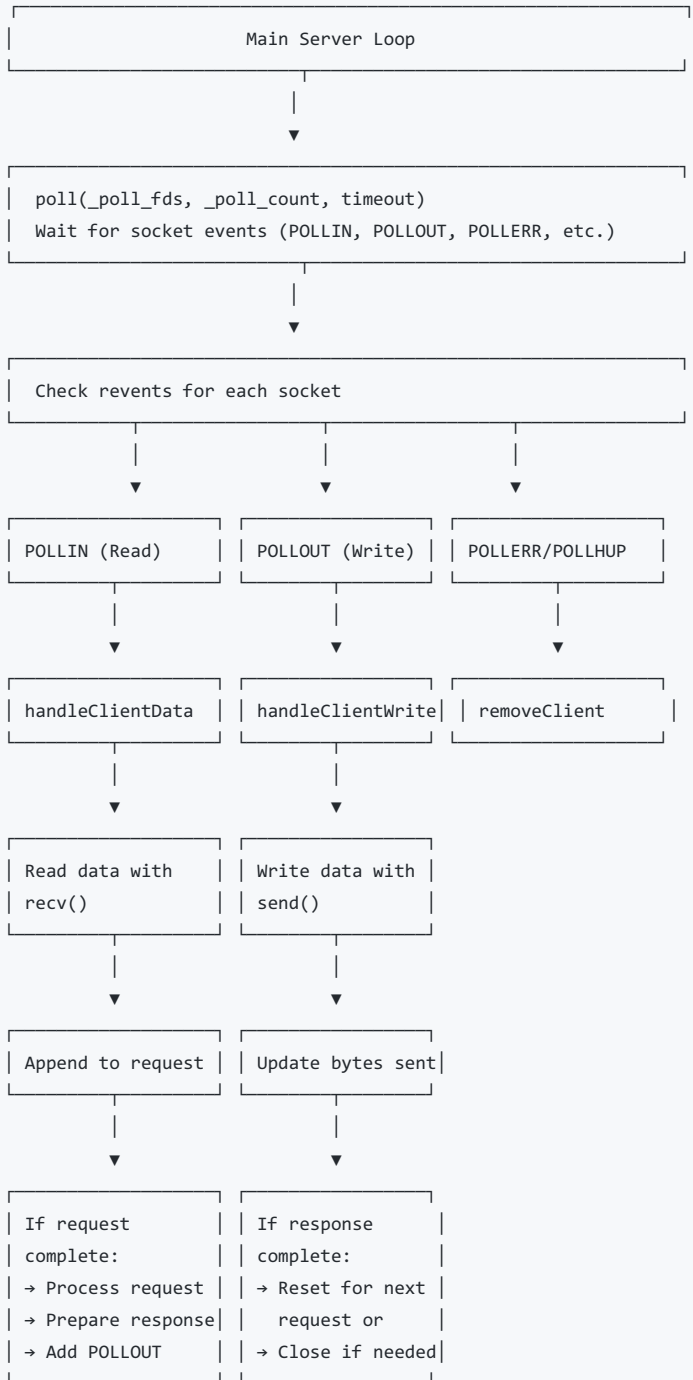 Main Server Loop
poll(_poll_fds, _poll_count, timeout)
Wait for socket events (POLLIN, POLLOUT, POLLERR, etc.)
Check revents for each socket
POLLIN (Read) POLLOUT (Write) POLLERR/POLLHUP
handleClientData handleClientWrite removeClient
Read data with Write data with
recv() send()
Append to request Update bytes sent
If request If response
complete: complete:
→ Process request → Reset for next
→ Prepare response request or
→ Add POLLOUT → Close if needed